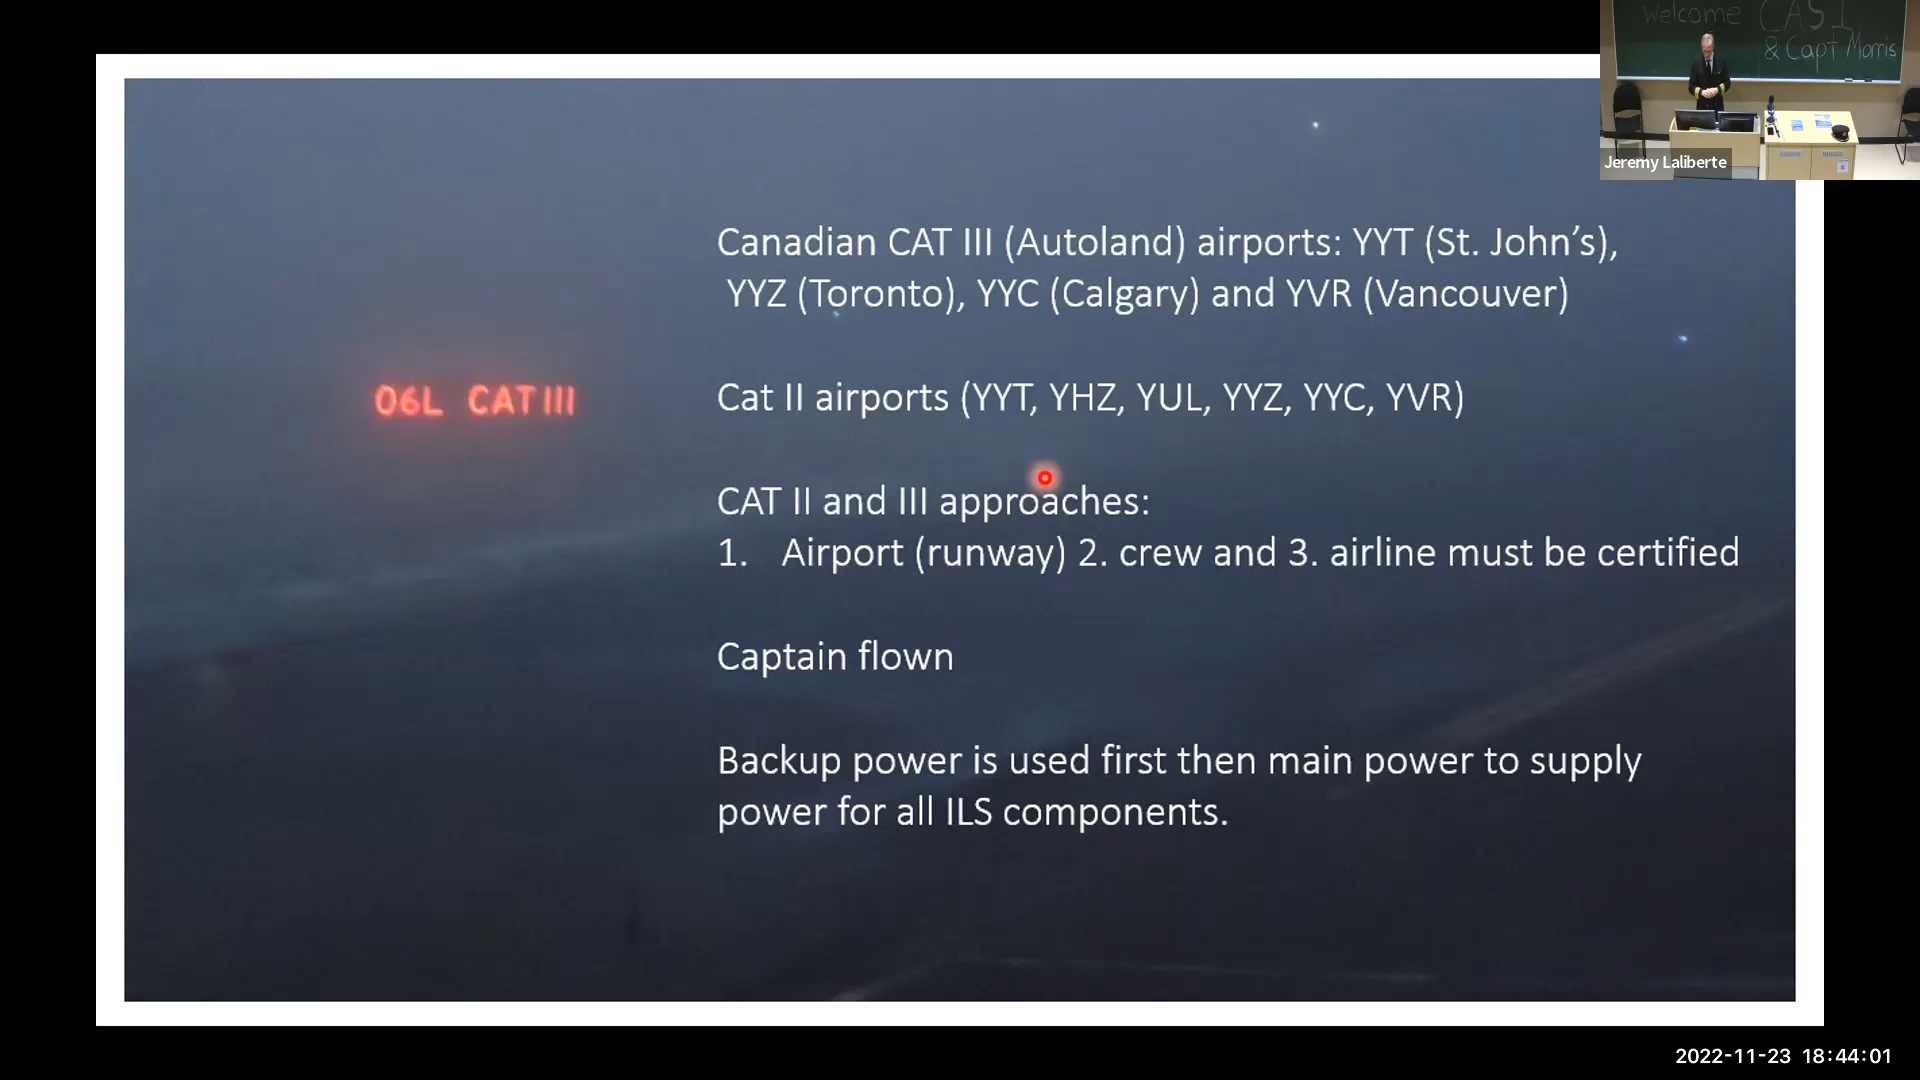 Welcome CASI
& Capt Morris
Jeremy Laliberte
Canadian CAT III (Autoland) airports: YYT (St. John’s),
YYZ (Toronto), YYC (Calgary) and YVR (Vancouver)
06L CAT III
Cat II airports (YYT, YHZ, YUL, YYZ, YYC, YVR)
CAT II and III approaches:
1. Airport (runway) 2. crew and 3. airline must be certified
Captain flown
Backup power is used first then main power to supply
power for all ILS components.
2022-11-23 18:44:01